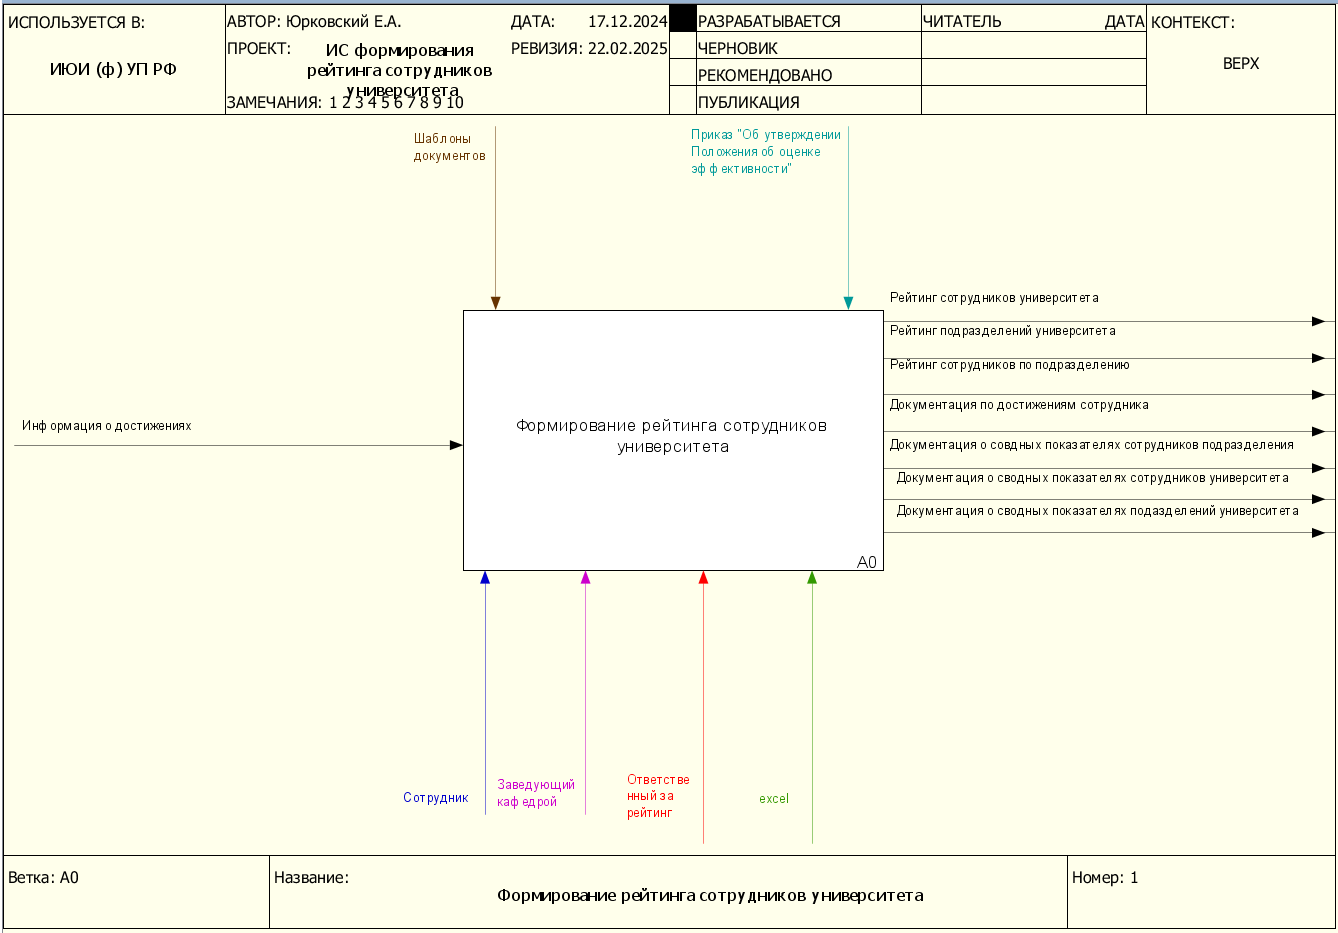 ИСПОЛЬЗУЕТСЯ В:
ИЮИ (ф) УП РФ
АВТОР: Юрковский Е.А.
ДАТА: 17.12.2024
ПРОЕКТ: ИС формирования
рейтинга сотрудников
университета
РЕВИЗИЯ: 22.02.2025
ЗАМЕЧАНИЯ: 1 2 3 4 5 6 7 8 9 10
РАЗРАБАТЫВАЕТСЯ
ЧЕРНОВИК
РЕКОМЕНДОВАНО
ПУБЛИКАЦИЯ
ЧИТАТЕЛЬ ДАТА
КОНТЕКСТ:
ВЕРХ
Шаблоны
документов
Приказ "Об утверждении
Положения об оценке
эффективности"
Информация о достижениях
Формирование рейтинга сотрудников
университета
A0
Рейтинг сотрудников университета
Рейтинг подразделений университета
Рейтинг сотрудников по подразделению
Документация по достижениям сотрудника
Документация о совдных показателях сотрудников подразделения
Документация о сводных показателях сотрудников университета
Документация о сводных показателях подазделений университета
Сотрудник
Заведующий
кафедрой
Ответстве
нный за
рейтинг
excel
Ветка: A0
Название:
Формирование рейтинга сотрудников университета
Номер: 1